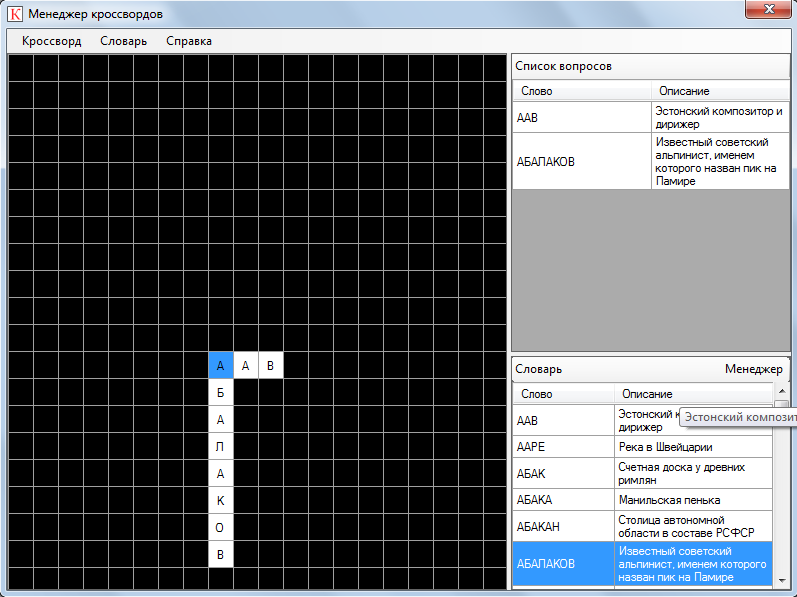 К Менеджер кроссвордов
Кроссворд Словарь Справка
Список вопросов
Слово Описание
ААВ
Эстонский композитор и
дирижер
АБАЛАКОВ
Известный советский
альпинист, именем
которого назван пик на
Памире
А А В
Б
А
Л
А
К
О
В
Словарь Менеджер
Слово Описание
ААВ
Эстонский к
дирижер
Эстонский композит
ААРЕ Река в Швейцарии
АБАК
Счетная доска у древних
римлян
АБАКА Манильская пенька
АБАКАН
Столица автономной
области в составе РСФСР
АБАЛАКОВ
Известный советский
альпинист, именем которого
назван пик на Памире